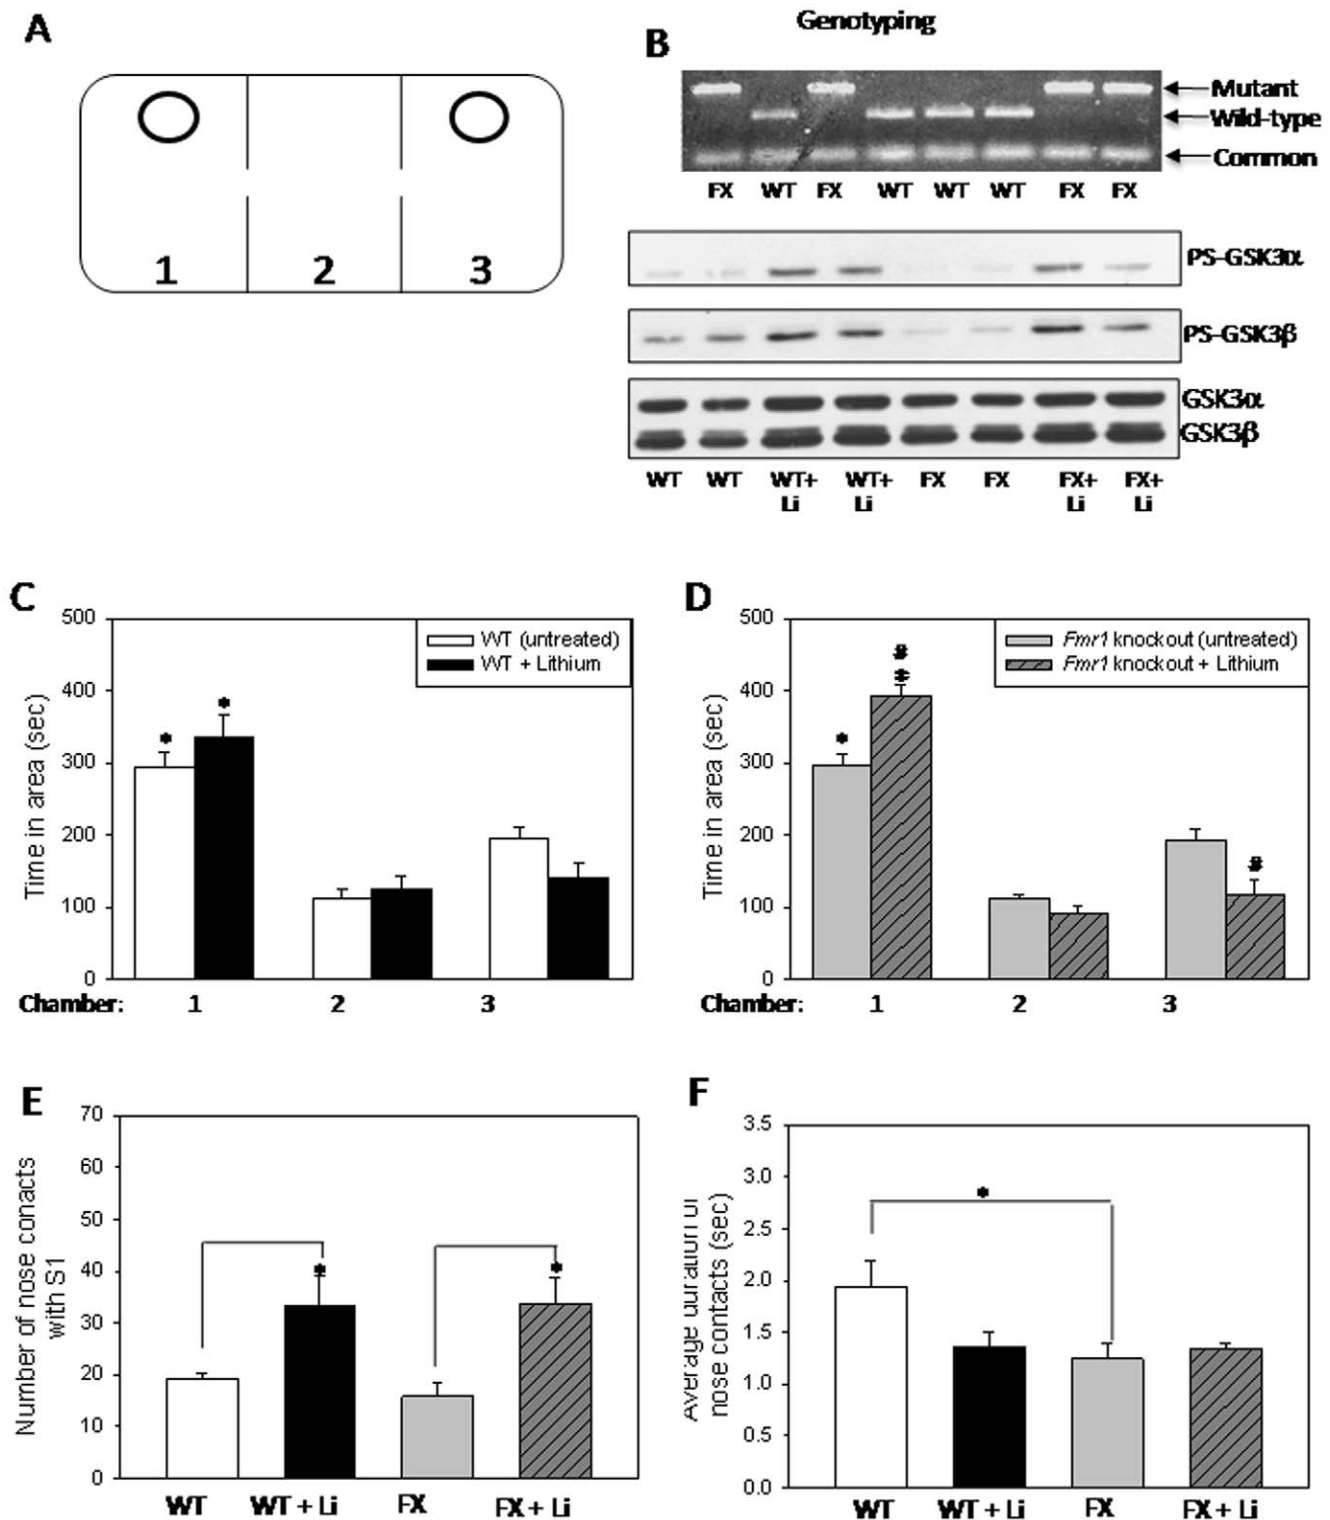 A
1 2 3
B
Genotyping
Mutant
Wild-type
Common
FX WT FX WT WT WT FX FX
PS-GSK3α
PS-GSK3β
GSK3α
GSK3β
WT WT WT+ WT+ FX FX FX+ FX+
Li Li Li Li
C
500
400
300
200
100
0
Time in area (sec)
WT (untreated)
WT + Lithium
*
*
Chamber: 1 2 3
D
500
400
300
200
100
0
Time in area (sec)
Fmr1 knockout (untreated)
Fmr1 knockout + Lithium
*
#
#
Chamber: 1 2 3
E
70
60
50
40
30
20
10
0
Number of nose conacts
with S1
*
*
WT WT + Li FX FX + Li
F
3.5
3.0
2.5
2.0
1.5
1.0
0.5
0.0
Average duration of
nose contacts (sec)
*
WT WT + Li FX FX + Li